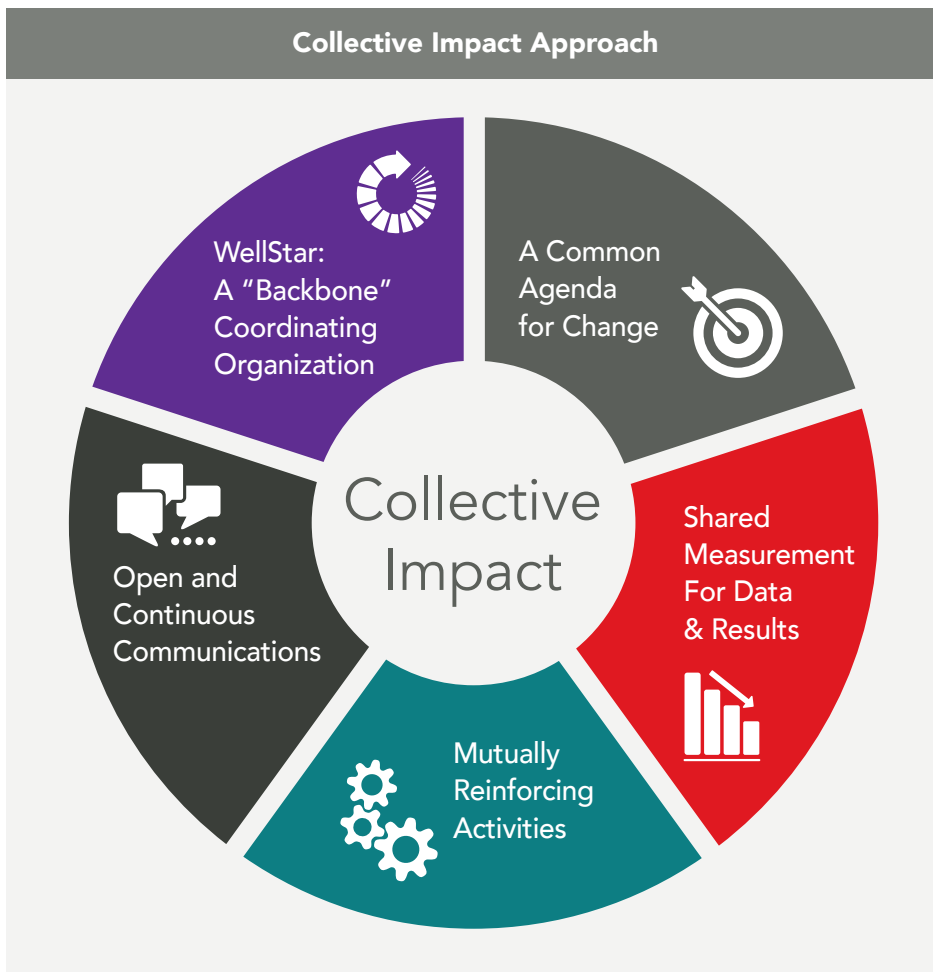 Collective Impact Approach
WellStar:
A “Backbone”
Coordinating
Organization
A Common
Agenda
for Change
Shared
Measurement
For Data
& Results
Mutually
Reinforcing
Activities
Open and
Continuous
Communications
Collective
Impact